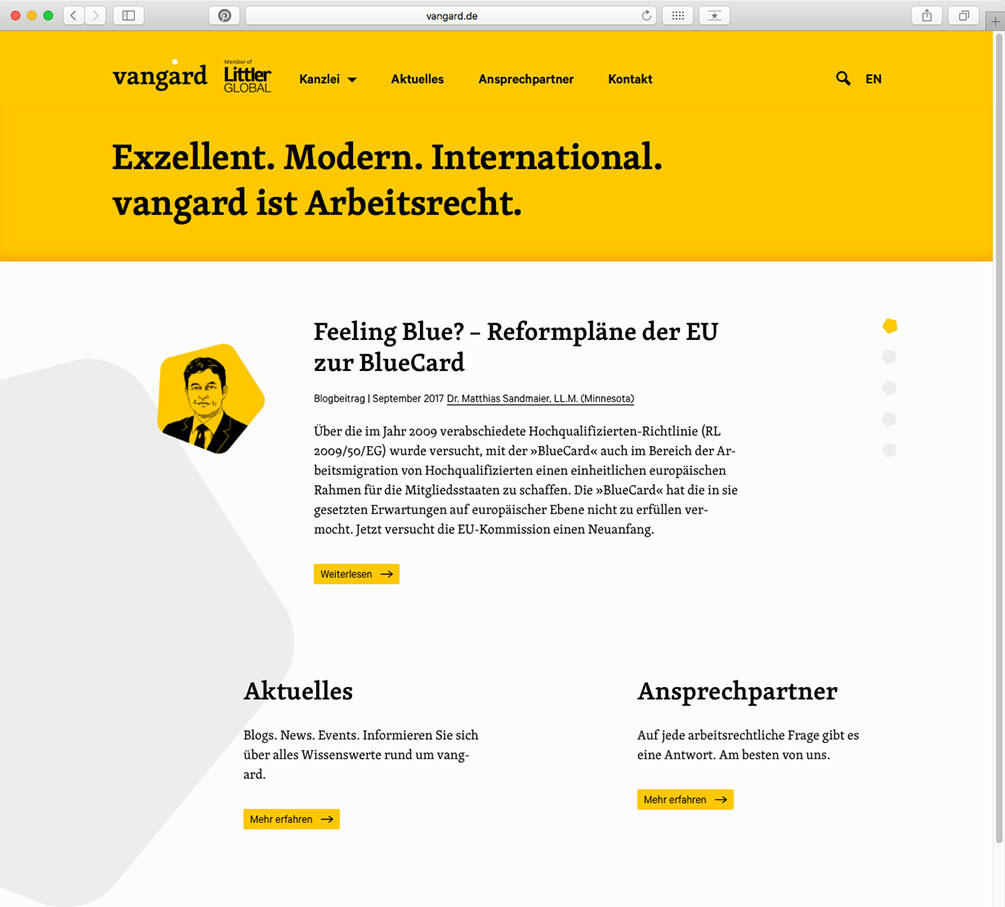 vangard.de
vangard
Member of
Littler
GLOBAL
Kanzlei
Aktuelles
Ansprechpartner
Kontakt
EN
Exzellent. Modern. International.
vangard ist Arbeitsrecht.
Feeling Blue? – Reformpläne der EU
zur BlueCard
Blogbeitrag | September 2017 Dr. Matthias Sandmaier, LL.M. (Minnesota)
Über die im Jahr 2009 verabschiedete Hochqualifizierten-Richtlinie (RL
2009/50/EG) wurde versucht, mit der »BlueCard« auch im Bereich der Ar-
beitsmigration von Hochqualifizierten einen einheitlichen europäischen
Rahmen für die Mitgliedsstaaten zu schaffen. Die »BlueCard« hat die in sie
gesetzten Erwartungen auf europäischer Ebene nicht zu erfüllen ver-
mocht. Jetzt versucht die EU-Kommission einen Neuanfang.
Weiterlesen →
Aktuelles
Blogs. News. Events. Informieren Sie sich
über alles Wissenswerte rund um vang-
ard.
Mehr erfahren →
Ansprechpartner
Auf jede arbeitsrechtliche Frage gibt es
eine Antwort. Am besten von uns.
Mehr erfahren →